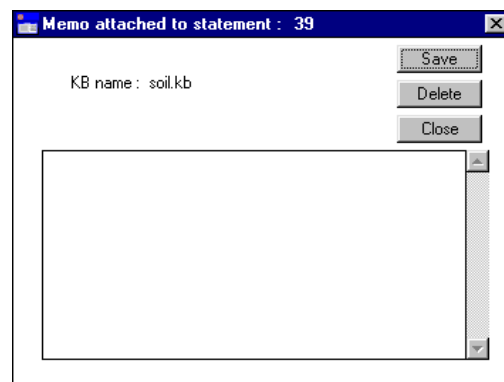 Memo attached to statement :  39
Save
KB name :  soil.kb
Delete
Close